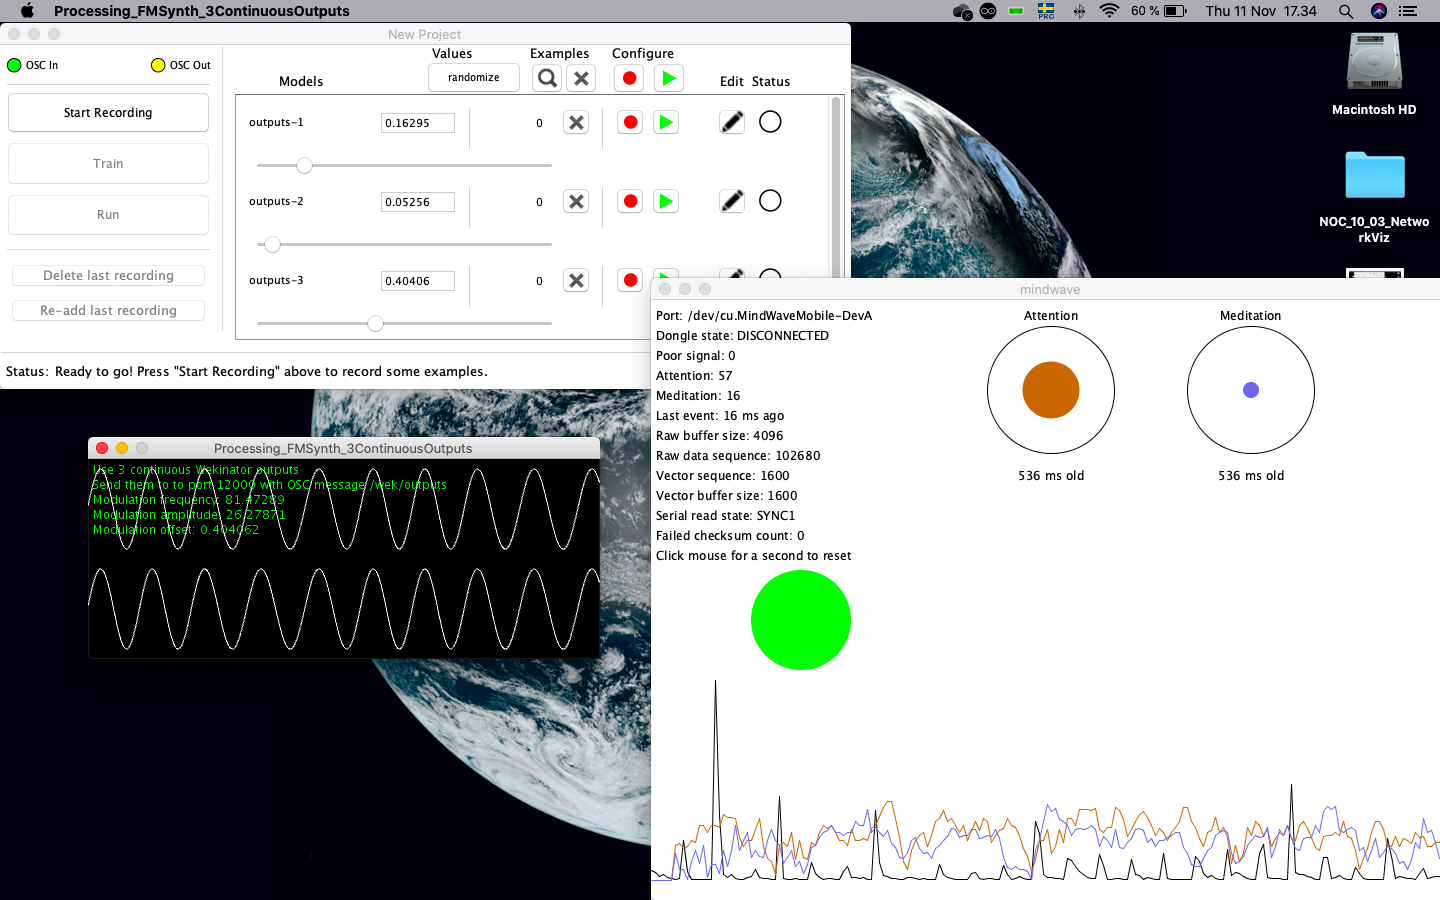 Processing_FMSynth_3ContinuousOutputs
PRO
60 %
Thu 11 Nov 17.34
New Project
OSC In
OSC Out
Start Recording
Train
Run
Delete last recording
Re-add last recording
Values
Examples
Configure
Models
randomize
Edit
Status
outputs-1
0.16295
0
outputs-2
0.05256
0
outputs-3
0.40406
0
Status: Ready to go! Press "Start Recording" above to record some examples.
Macintosh HD
NOC_10_03_Netwo
rkViz
Processing_FMSynth_3ContinuousOutputs
Use 3 continuous Wekinator outputs
Send them to to port 12000 with OSC message /wek/outputs
Modulation frequency: 81.47289
Modulation amplitude: 26.27871
Modulation offset: 0.404062
mindwave
Port: /dev/cu.MindWaveMobile-DevA
Dongle state: DISCONNECTED
Poor signal: 0
Attention: 57
Meditation: 16
Last event: 16 ms ago
Raw buffer size: 4096
Raw data sequence: 102680
Vector sequence: 1600
Vector buffer size: 1600
Serial read state: SYNC1
Failed checksum count: 0
Click mouse for a second to reset
Attention
536 ms old
Meditation
536 ms old